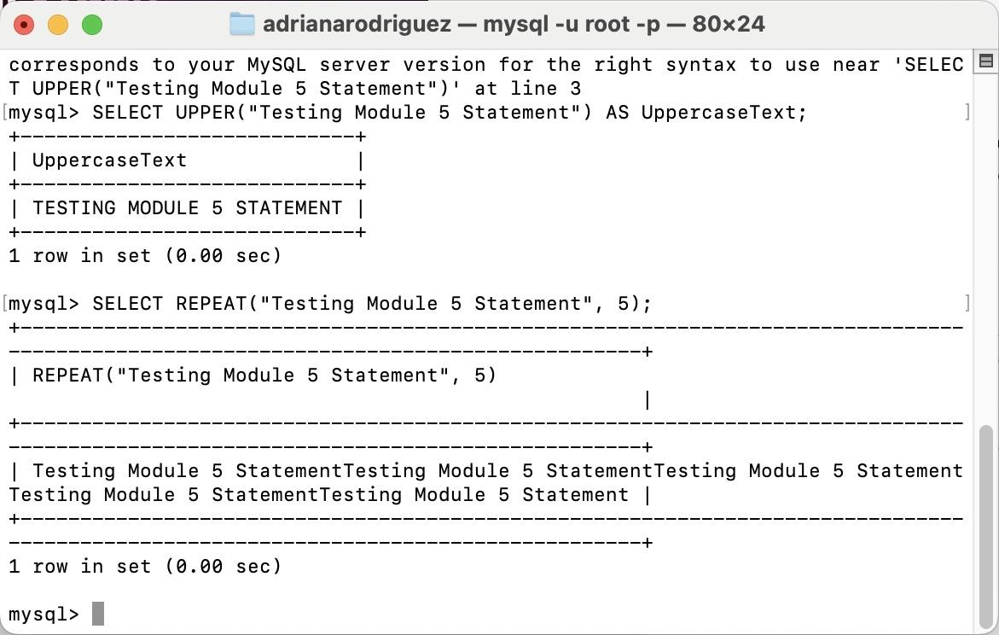 adrianarodriguez — mysql -u root -p — 80×24
corresponds to your MySQL server version for the right syntax to use near 'SELEC
T UPPER("Testing Module 5 Statement")' at line 3
[mysql> SELECT UPPER("Testing Module 5 Statement") AS UppercaseText; ]
+----------------------------+
| UppercaseText              |
+----------------------------+
| TESTING MODULE 5 STATEMENT |
+----------------------------+
1 row in set (0.00 sec)
[mysql> SELECT REPEAT("Testing Module 5 Statement", 5); ]
+-------------------------------------------------------------------------------
-----------------------------------------------------+
| REPEAT("Testing Module 5 Statement", 5)
                                                     |
+-------------------------------------------------------------------------------
-----------------------------------------------------+
| Testing Module 5 StatementTesting Module 5 StatementTesting Module 5 Statement
Testing Module 5 StatementTesting Module 5 Statement |
+-------------------------------------------------------------------------------
-----------------------------------------------------+
1 row in set (0.00 sec)
mysql>